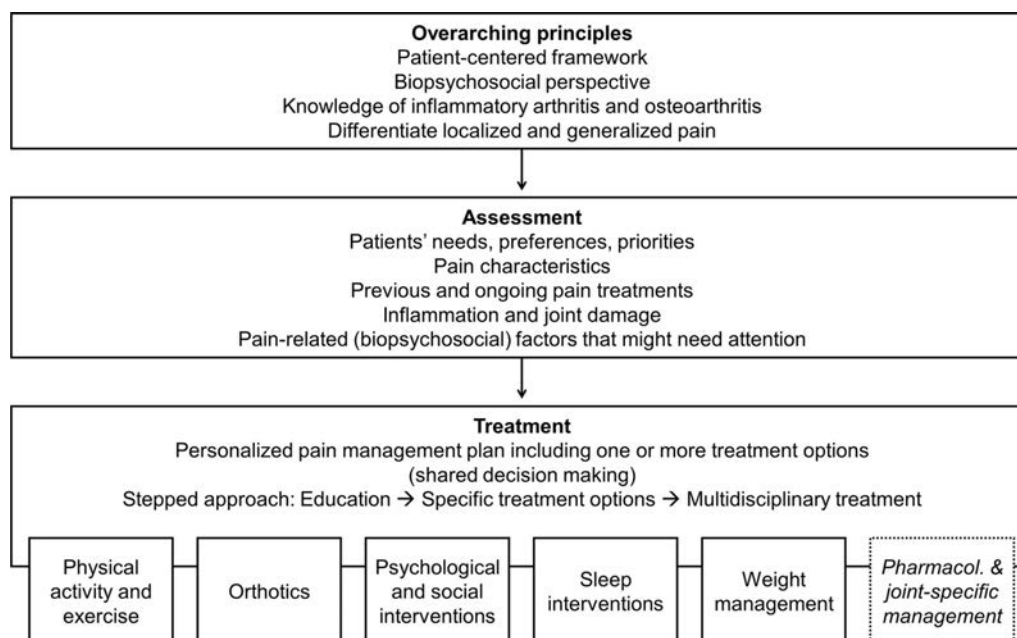 Overarching principles
Patient-centered framework
Biopsychosocial perspective
Knowledge of inflammatory arthritis and osteoarthritis
Differentiate localized and generalized pain
Assessment
Patients’ needs, preferences, priorities
Pain characteristics
Previous and ongoing pain treatments
Inflammation and joint damage
Pain-related (biopsychosocial) factors that might need attention
Treatment
Personalized pain management plan including one or more treatment options
(shared decision making)
Stepped approach: Education → Specific treatment options → Multidisciplinary treatment
Physical
activity and
exercise
Orthotics
Psychological
and social
interventions
Sleep
interventions
Weight
management
Pharmacol. &
joint-specific
management